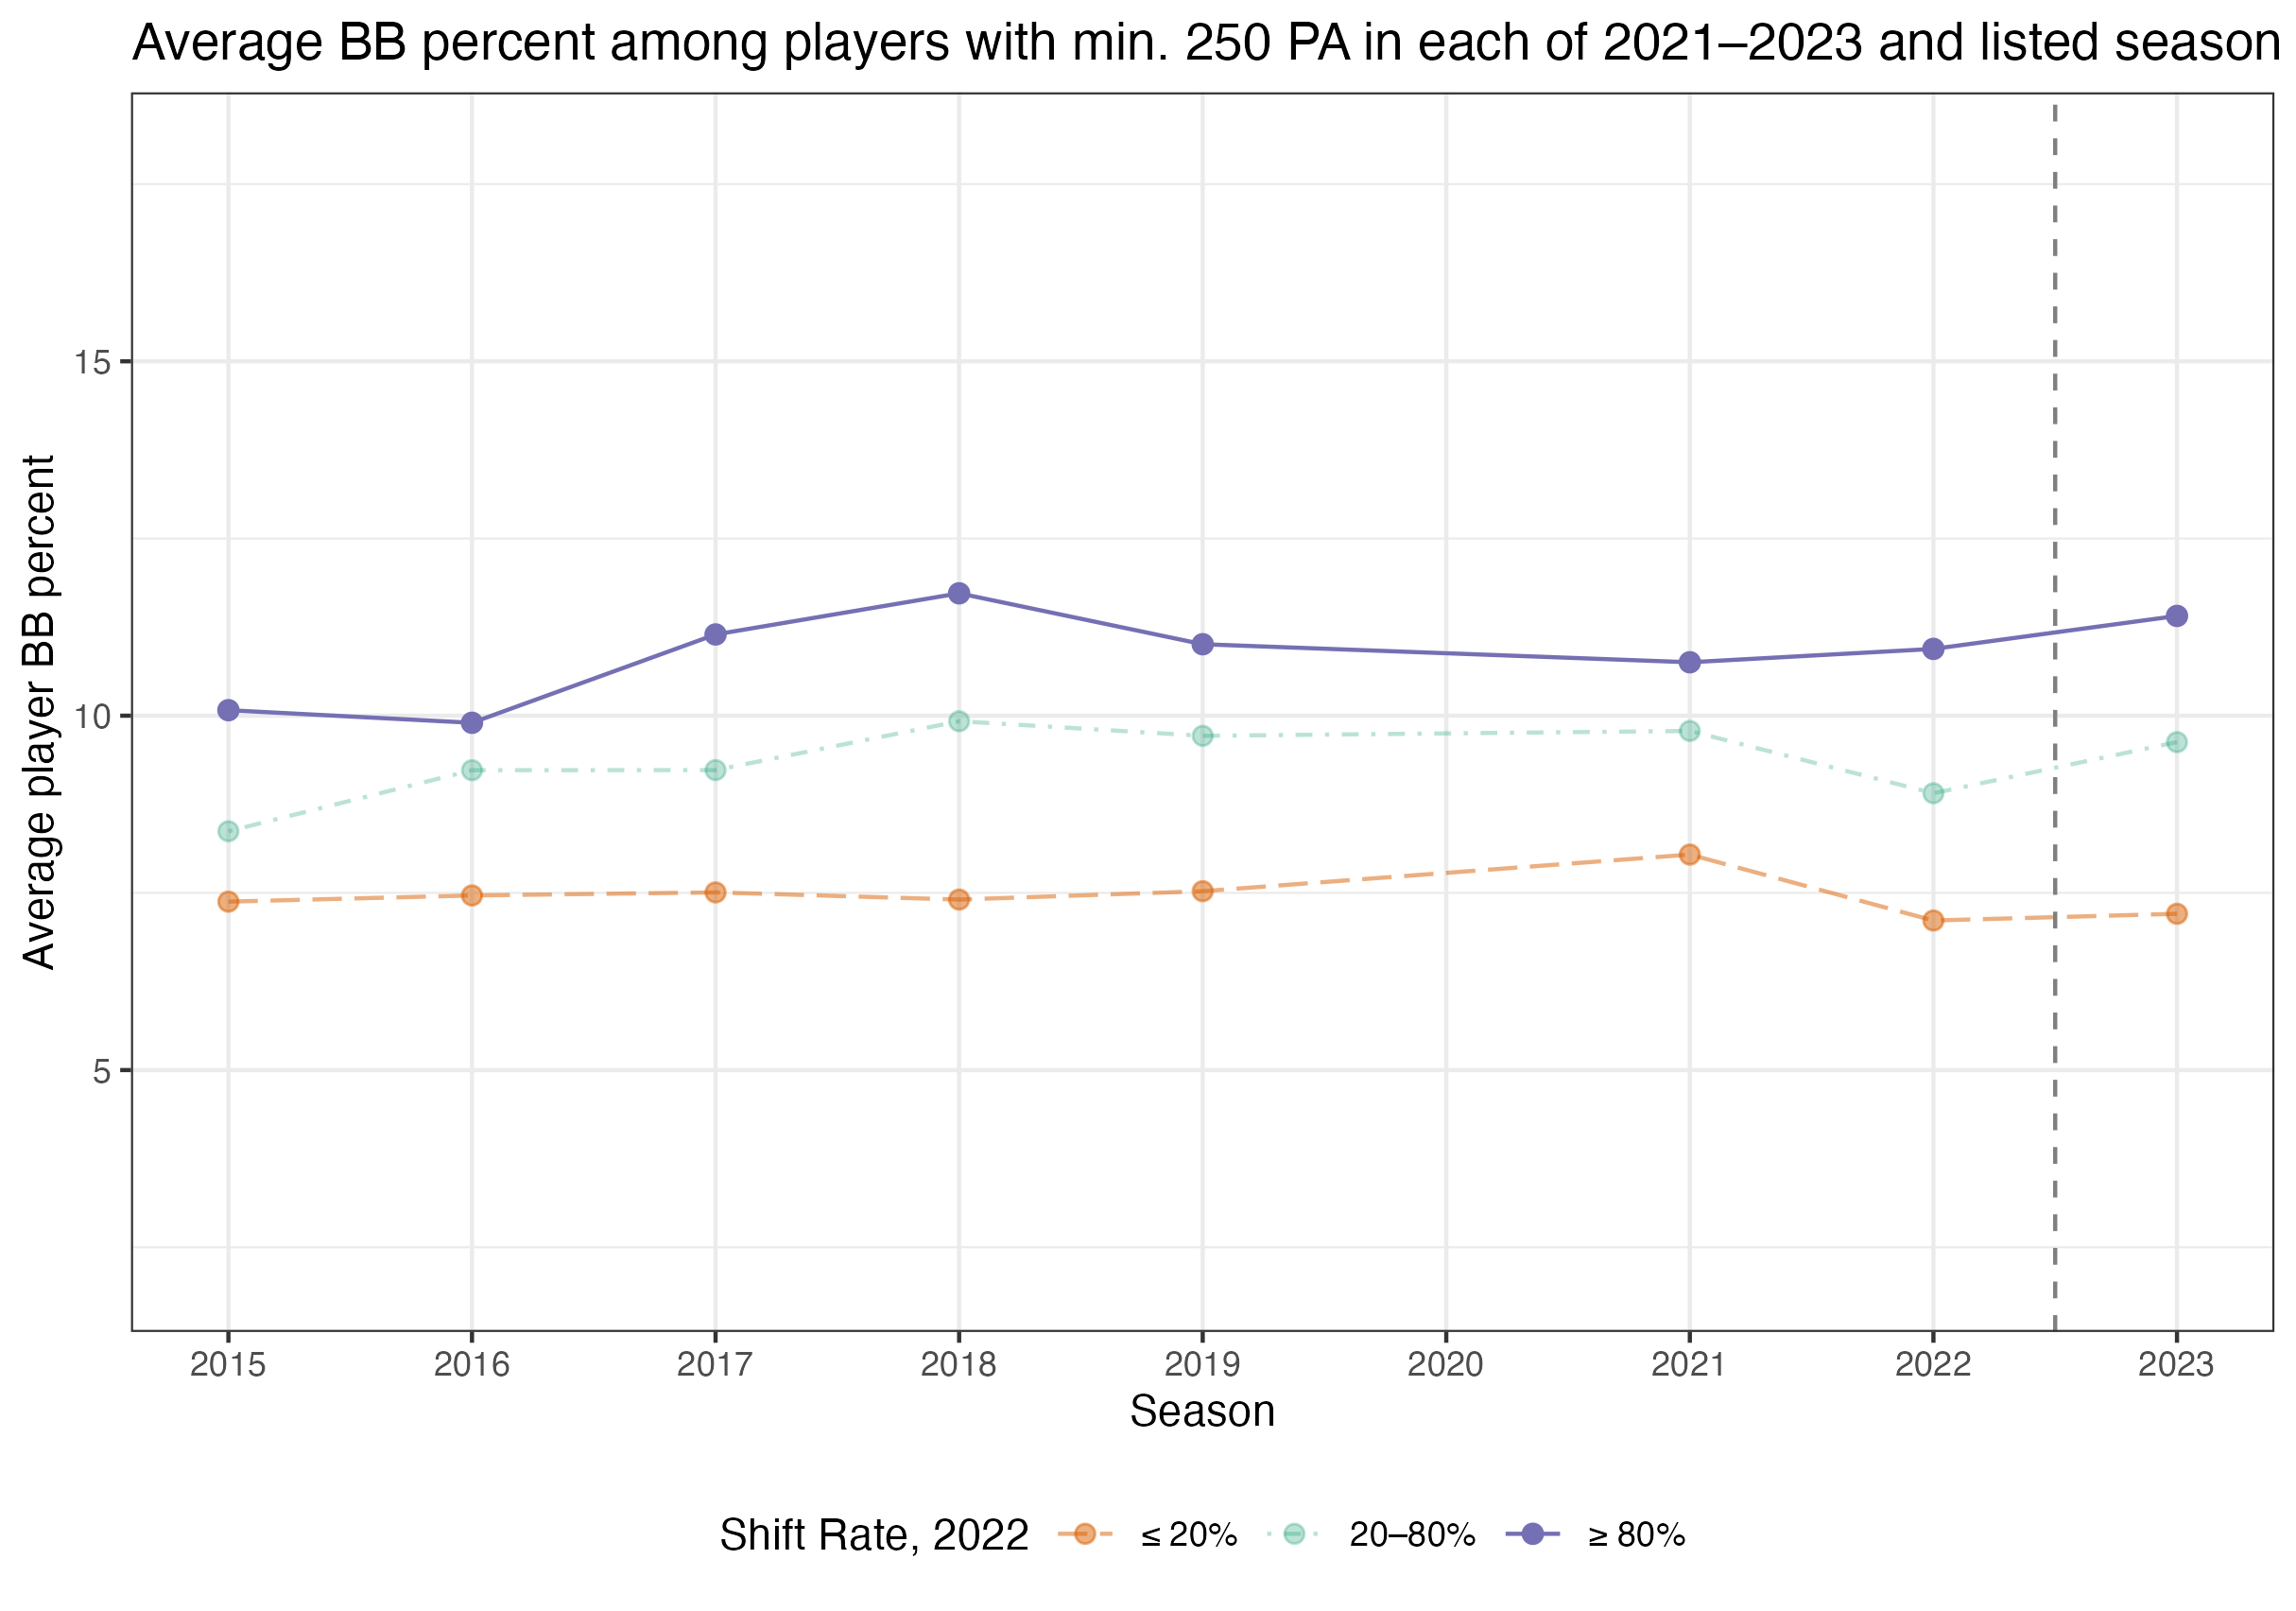 Average BB percent among players with min. 250 PA in each of 2021–2023 and listed season
Average player BB percent
15
10
5
2015 2016 2017 2018 2019 2020 2021 2022 2023
Season
Shift Rate, 2022 ≤ 20% 20–80% ≥ 80%